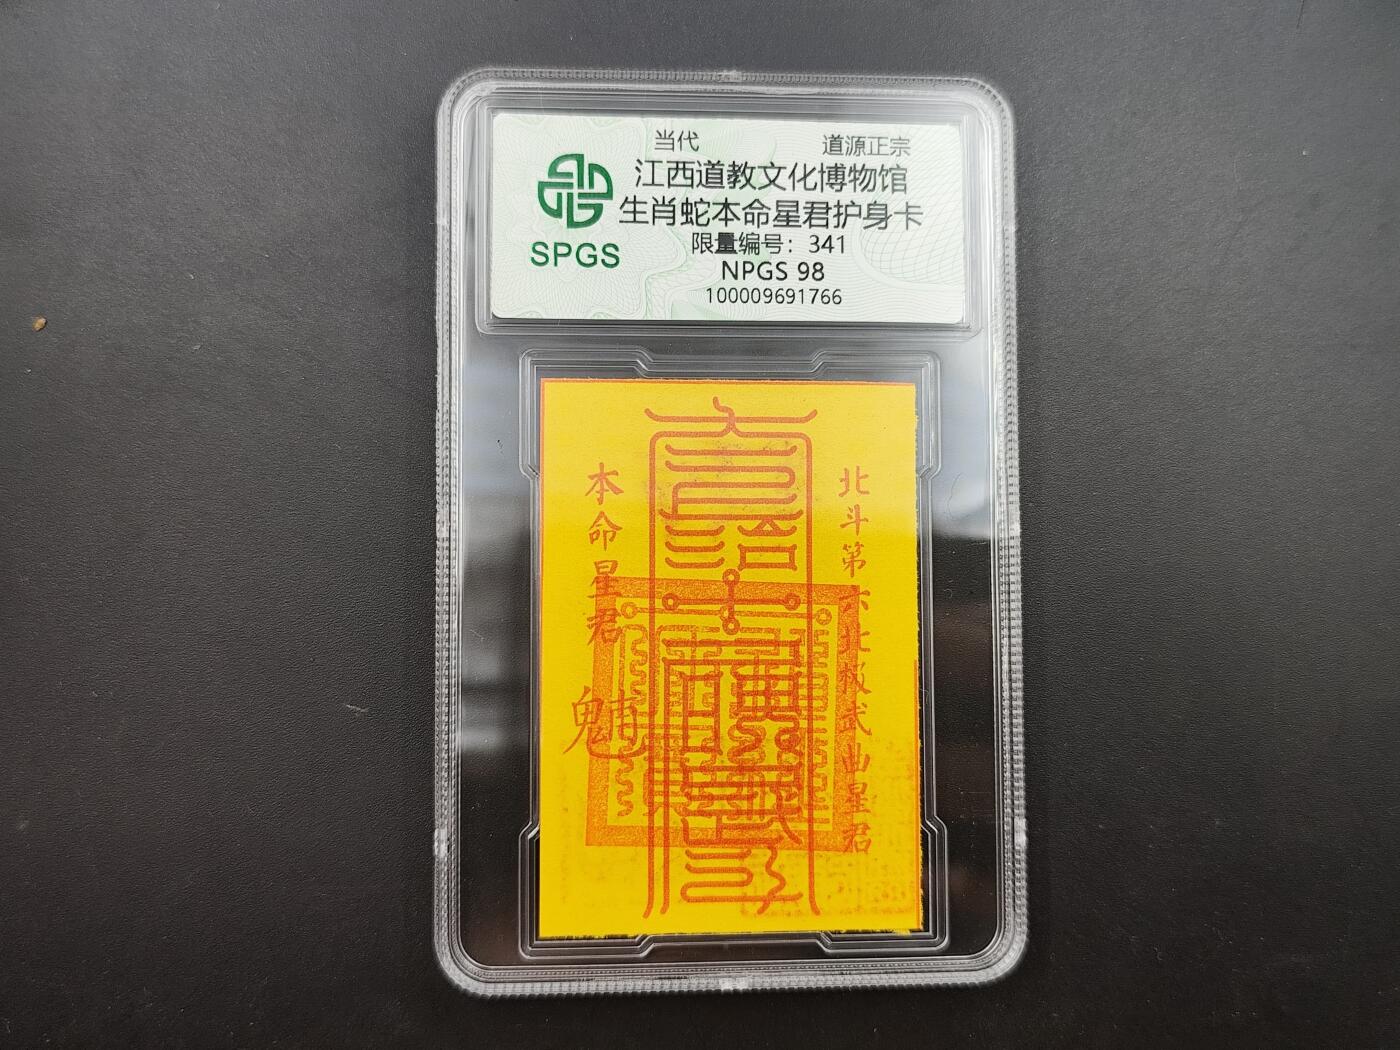 当代 道源正宗
江西道教文化博物馆
生肖蛇本命星君护身卡
限量编号：341
NPGS 98
100009691766
SPGS
北斗第六北极武曲星君
本命星君